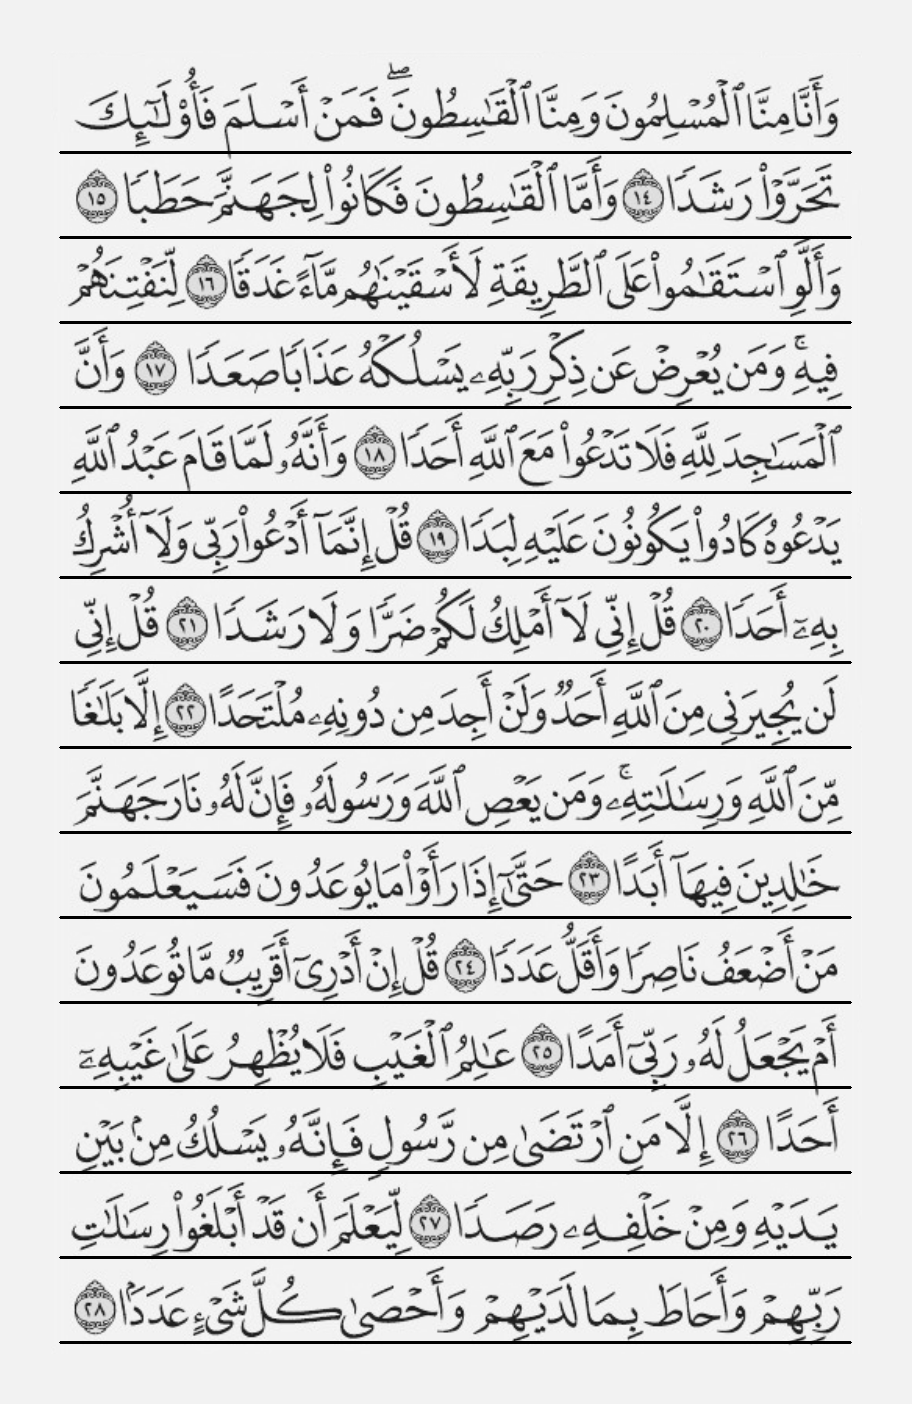 وَأَنَّا مِنَّا ٱلْمُسْلِمُونَ وَمِنَّا ٱلْقَـٰسِطُونَ ۖ فَمَنْ أَسْلَمَ فَأُو۟لَـٰٓئِكَ
تَحَرَّوْا۟ رَشَدًا ١٤ وَأَمَّا ٱلْقَـٰسِطُونَ فَكَانُوا۟ لِجَهَنَّمَ حَطَبًا ١٥
وَأَلَّوِ ٱسْتَقَـٰمُوا۟ عَلَى ٱلطَّرِيقَةِ لَأَسْقَيْنَـٰهُم مَّآءً غَدَقًا ١٦ لِّنَفْتِنَهُمْ
فِيهِ ۚ وَمَن يُعْرِضْ عَن ذِكْرِ رَبِّهِۦ يَسْلُكْهُ عَذَابًا صَعَدًا ١٧ وَأَنَّ
ٱلْمَسَـٰجِدَ لِلَّهِ فَلَا تَدْعُوا۟ مَعَ ٱللَّهِ أَحَدًا ١٨ وَأَنَّهُۥ لَمَّا قَامَ عَبْدُ ٱللَّهِ
يَدْعُوهُ كَادُوا۟ يَكُونُونَ عَلَيْهِ لِبَدًا ١٩ قُلْ إِنَّمَآ أَدْعُوا۟ رَبِّى وَلَآ أُشْرِكُ
بِهِۦٓ أَحَدًا ٢٠ قُلْ إِنِّى لَآ أَمْلِكُ لَكُمْ ضَرًّا وَلَا رَشَدًا ٢١ قُلْ إِنِّى
لَن يُجِيرَنِى مِنَ ٱللَّهِ أَحَدٌ وَلَنْ أَجِدَ مِن دُونِهِۦ مُلْتَحَدًا ٢٢ إِلَّا بَلَـٰغًا
مِّنَ ٱللَّهِ وَرِسَـٰلَـٰتِهِۦ ۚ وَمَن يَعْصِ ٱللَّهَ وَرَسُولَهُۥ فَإِنَّ لَهُۥ نَارَ جَهَنَّمَ
خَـٰلِدِينَ فِيهَآ أَبَدًا ٢٣ حَتَّىٰٓ إِذَا رَأَوْا۟ مَا يُوعَدُونَ فَسَيَعْلَمُونَ
مَنْ أَضْعَفُ نَاصِرًا وَأَقَلُّ عَدَدًا ٢٤ قُلْ إِنْ أَدْرِىٓ أَقَرِيبٌ مَّا تُوعَدُونَ
أَمْ يَجْعَلُ لَهُۥ رَبِّىٓ أَمَدًا ٢٥ عَـٰلِمُ ٱلْغَيْبِ فَلَا يُظْهِرُ عَلَىٰ غَيْبِهِۦٓ
أَحَدًا ٢٦ إِلَّا مَنِ ٱرْتَضَىٰ مِن رَّسُولٍ فَإِنَّهُۥ يَسْلُكُ مِنۢ بَيْنِ
يَدَيْهِ وَمِنْ خَلْفِهِۦ رَصَدًا ٢٧ لِّيَعْلَمَ أَن قَدْ أَبْلَغُوا۟ رِسَـٰلَـٰتِ
رَبِّهِمْ وَأَحَاطَ بِمَا لَدَيْهِمْ وَأَحْصَىٰ كُلَّ شَىْءٍ عَدَدًۢا ٢٨